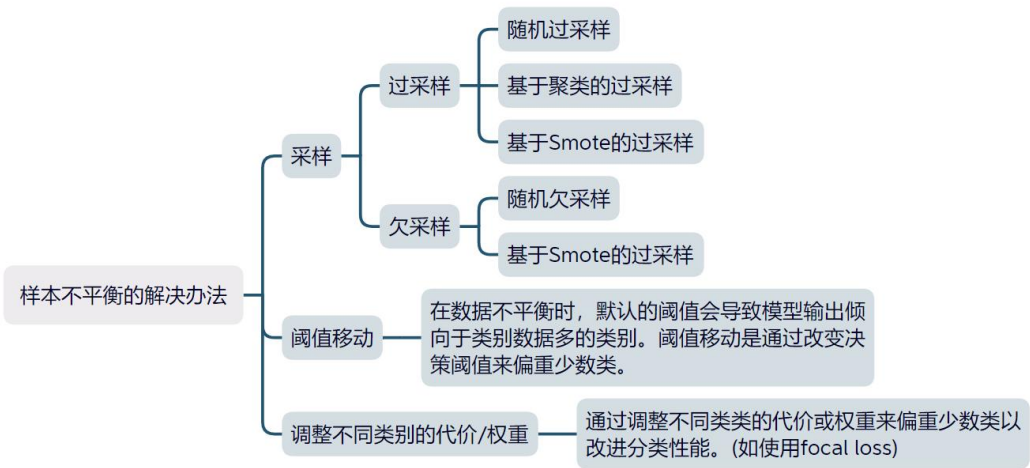 样本不平衡的解决办法
采样
过采样
随机过采样
基于聚类的过采样
基于Smote的过采样
欠采样
随机欠采样
基于Smote的过采样
阈值移动
在数据不平衡时，默认的阈值会导致模型输出倾
向于类别数据多的类别。阈值移动是通过改变决
策阈值来偏重少数类。
调整不同类别的代价/权重
通过调整不同类类的代价或权重来偏重少数类以
改进分类性能。(如使用focal loss)